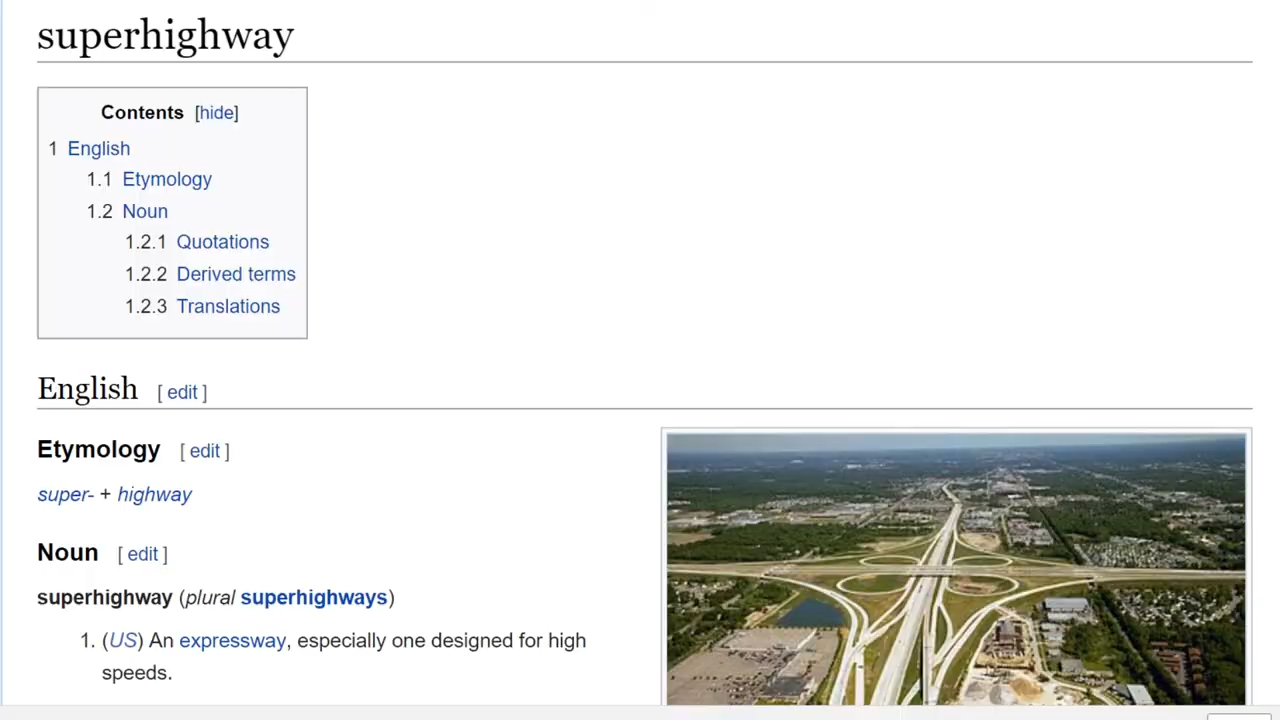 superhighway
Contents [hide]
1 English
1.1 Etymology
1.2 Noun
1.2.1 Quotations
1.2.2 Derived terms
1.2.3 Translations
English [ edit ]
Etymology [ edit ]
super- + highway
Noun [ edit ]
superhighway (plural superhighways)
1. (US) An expressway, especially one designed for high
speeds.